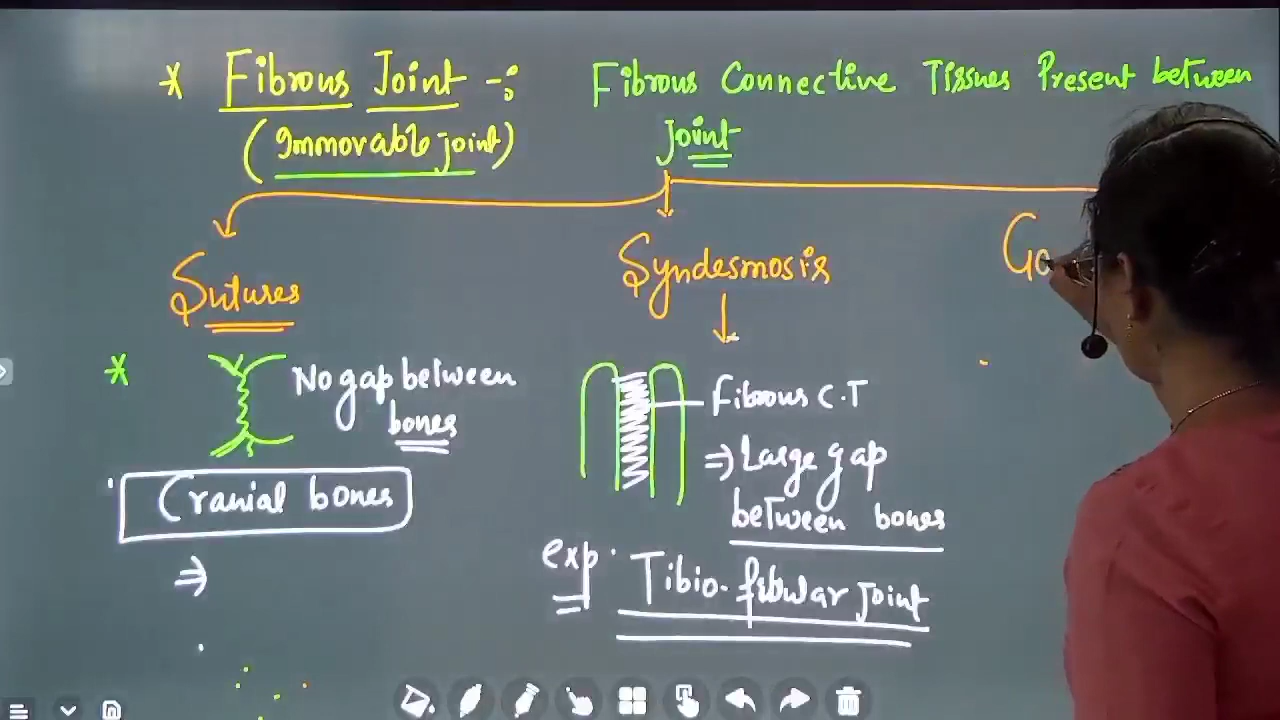 * Fibrous Joint -:
(Immovable joint)
Fibrous Connective Tissues Present between
Joint
Sutures
Syndesmosis
Go
* No gap between
bones
Cranial bones
⇒
Fibrous C.T
⇒ Large gap
between bones
exp. Tibio-fibular joint